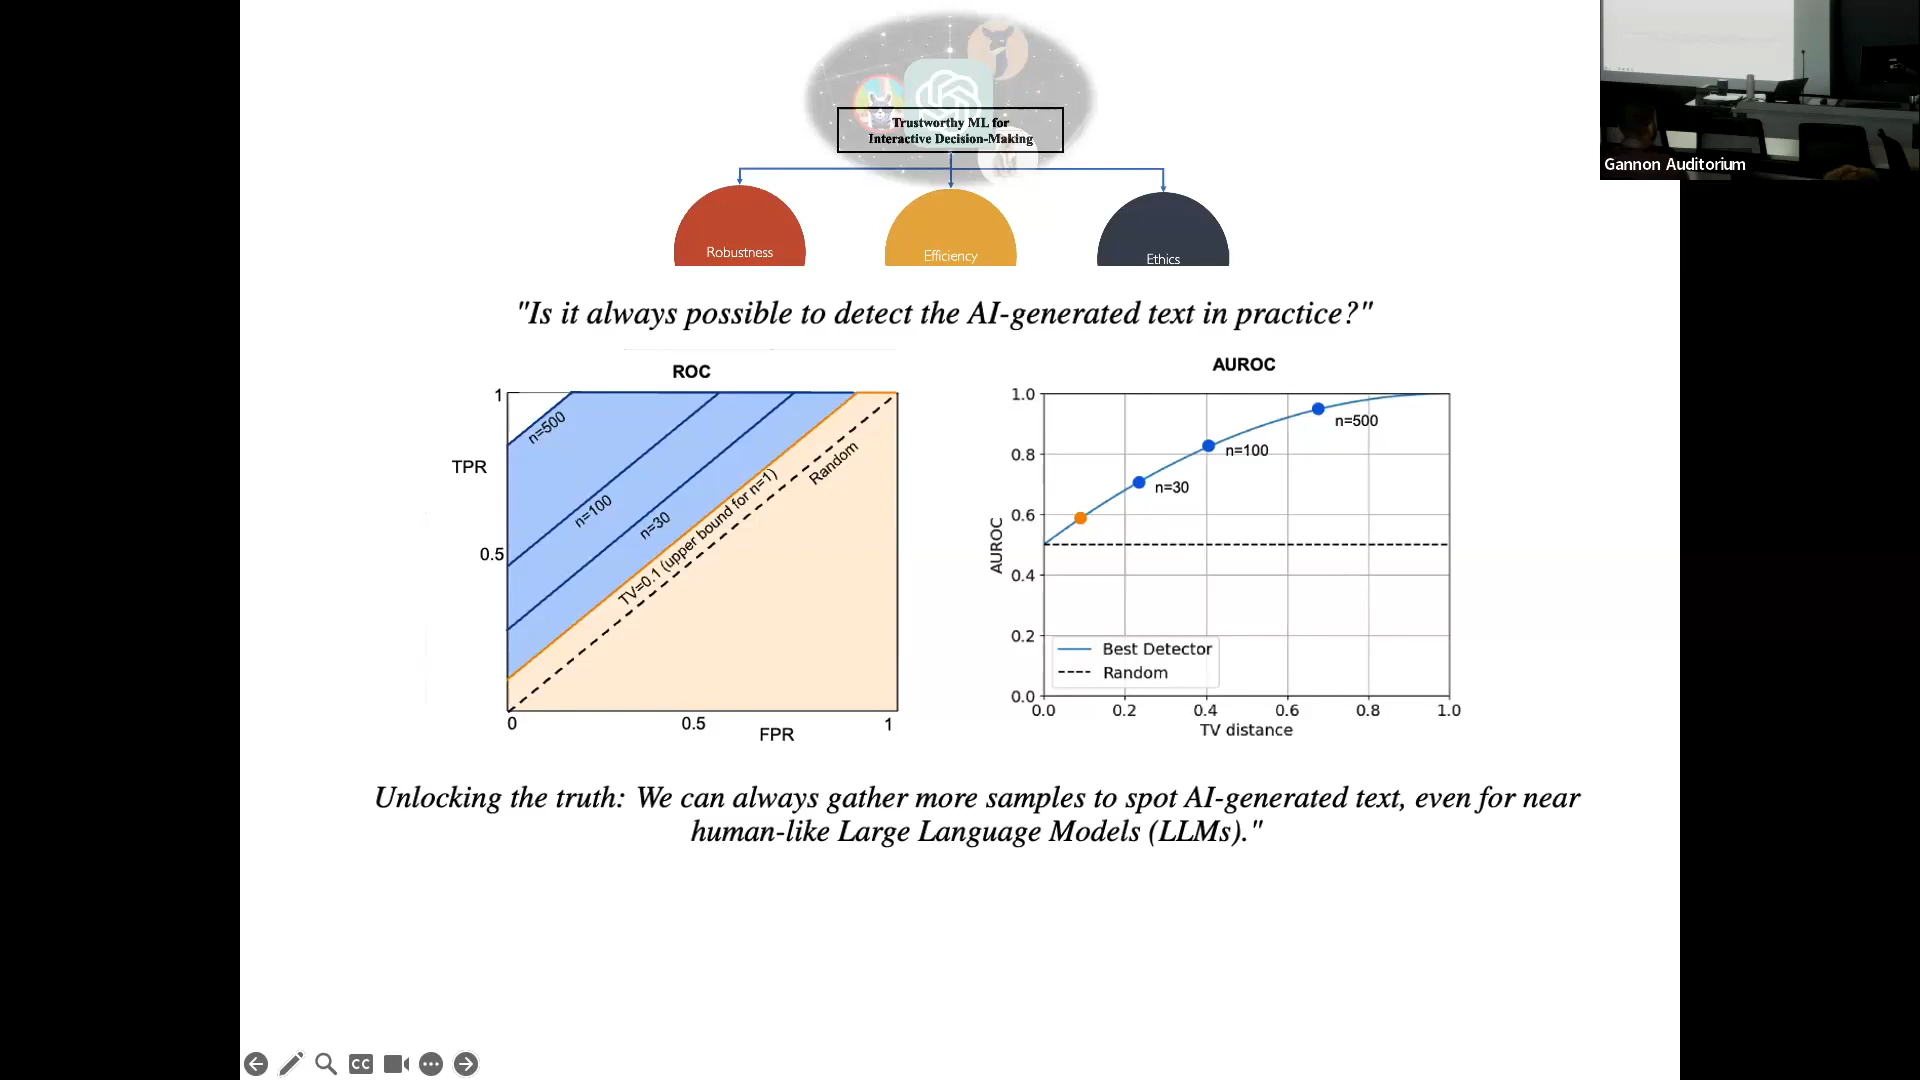 Trustworthy ML for
Interactive Decision-Making
Gannon Auditorium
Robustness
Efficiency
Ethics
"Is it always possible to detect the AI-generated text in practice?"
ROC
1
TPR
0.5
0
0.5
1
FPR
n=500
n=100
n=30
TV=0.1 (upper bound for n=1)
Random
AUROC
1.0
0.8
0.6
0.4
0.2
0.0
AUROC
n=500
n=100
n=30
Best Detector
Random
0.0
0.2
0.4
0.6
0.8
1.0
TV distance
Unlocking the truth: We can always gather more samples to spot AI-generated text, even for near
human-like Large Language Models (LLMs)."
CC